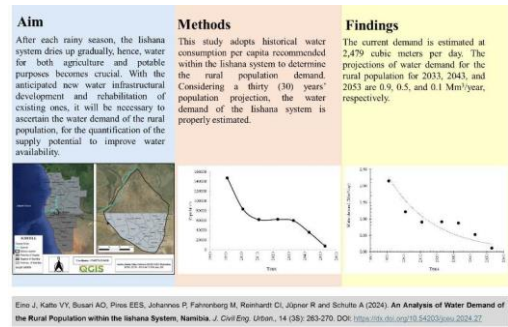 Aim
After each rainy season, the Iishana
system dries up gradually, hence, water
for both agriculture and potable
purposes becomes crucial. With the
anticipated new water infrastructural
development and rehabilitation of
existing ones, it will be necessary to
ascertain the water demand of the rural
population, for the quantification of the
supply potential to improve water
availability.
Methods
This study adopts historical water
consumption per capita recommended
within the Iishana system to determine
the rural population demand.
Considering a thirty (30) years'
population projection, the water
demand of the Iishana system is
properly estimated.
Findings
The current demand is estimated at
2,479 cubic meters per day. The
projections of water demand for the
rural population for 2033, 2043, and
2053 are 0.9, 0.5, and 0.1 Mm³/year,
respectively.
QGIS
Eino J, Katte VY, Busari AO, Pires EES, Johannes P, Fahrenberg M, Reinhardt CI, Jüpner R and Schulte A (2024). An Analysis of Water Demand of
the Rural Population within the Iishana System, Namibia. J. Civil Eng. Urban., 14 (3S): 263-270. DOI: https://dx.doi.org/10.54203/jceu.2024.27